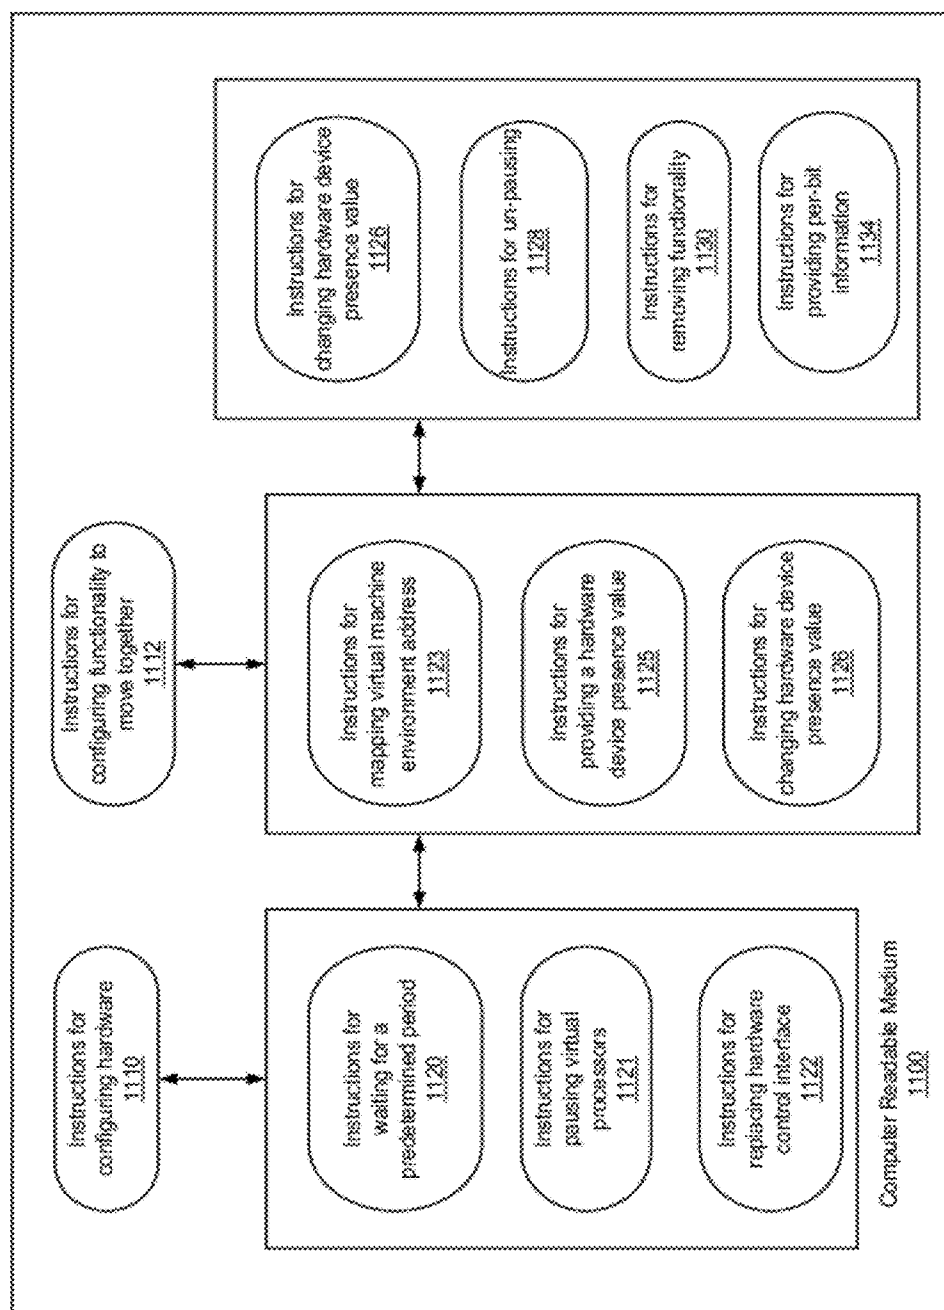 Instructions for
configuring hardware
1110
Instructions for
waiting for a
predetermined period
1120
Instructions for
pausing virtual
processors
1121
Instructions for
replacing hardware
control interface
1122
Computer Readable Medium
1100
Instructions for
configuring functionality to
move together
1112
Instructions for
mapping virtual machine
environment address
1123
Instructions for
providing a hardware
device presence value
1125
Instructions for
changing hardware device
presence value
1126
Instructions for
changing hardware device
presence value
1126
Instructions for un-pausing
1128
Instructions for
removing functionality
1130
Instructions for
providing per-bit
information
1134